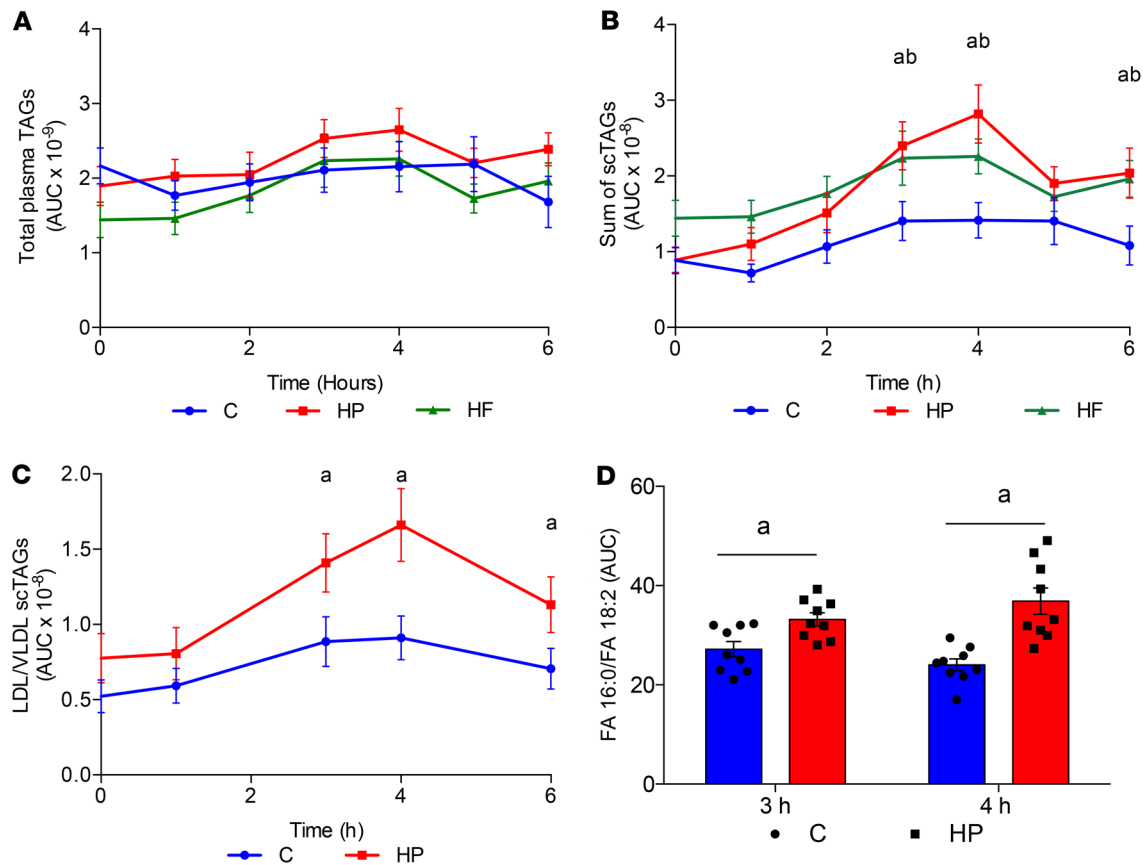 A
Total plasma TAGs
(AUC x 10-9)
4
3
2
1
0
0
2
4
6
Time (Hours)
C
HP
HF
B
Sum of scTAGs
(AUC x 10-8)
4
3
2
1
0
ab
ab
ab
0
2
4
6
Time (h)
C
HP
HF
C
LDL/VLDL scTAGs
(AUC x 10-8)
2.0
1.5
1.0
0.5
0.0
a
a
a
0
2
4
6
Time (h)
C
HP
D
FA 16:0/FA 18:2 (AUC)
60
40
20
0
a
a
3 h
4 h
C
HP